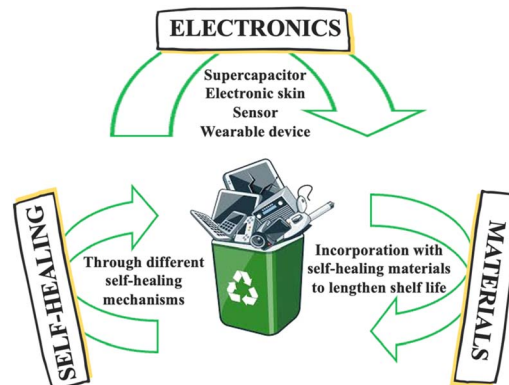 ELECTRONICS
Supercapacitor
Electronic skin
Sensor
Wearable device
SELF-HEALING
Through different
self-healing
mechanisms
Incorporation with
self-healing materials
to lengthen shelf life
MATERIALS